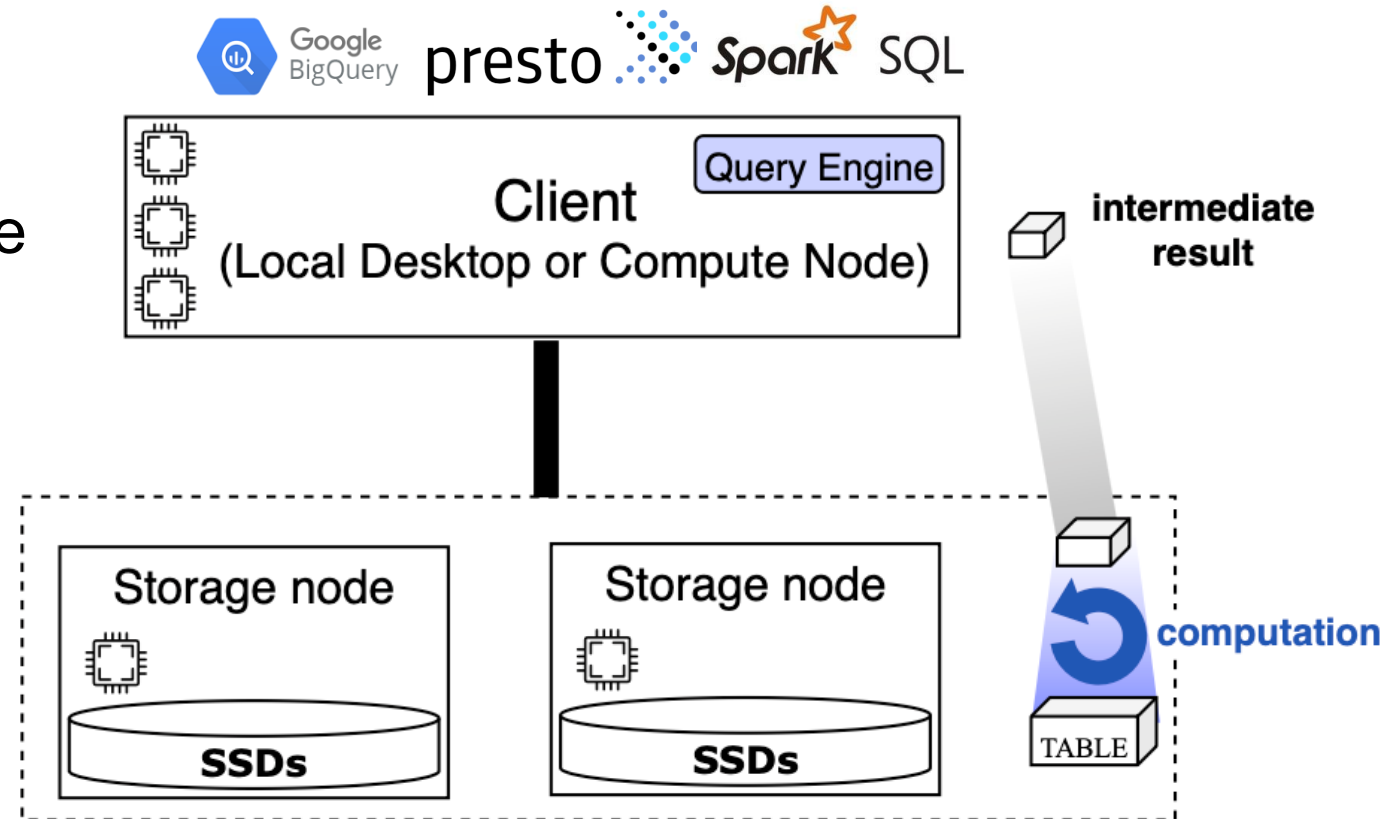 Google
BigQuery
presto
Spark SQL
Query Engine
Client
(Local Desktop or Compute Node)
e
intermediate
result
Storage node
SSDs
Storage node
SSDs
computation
TABLE